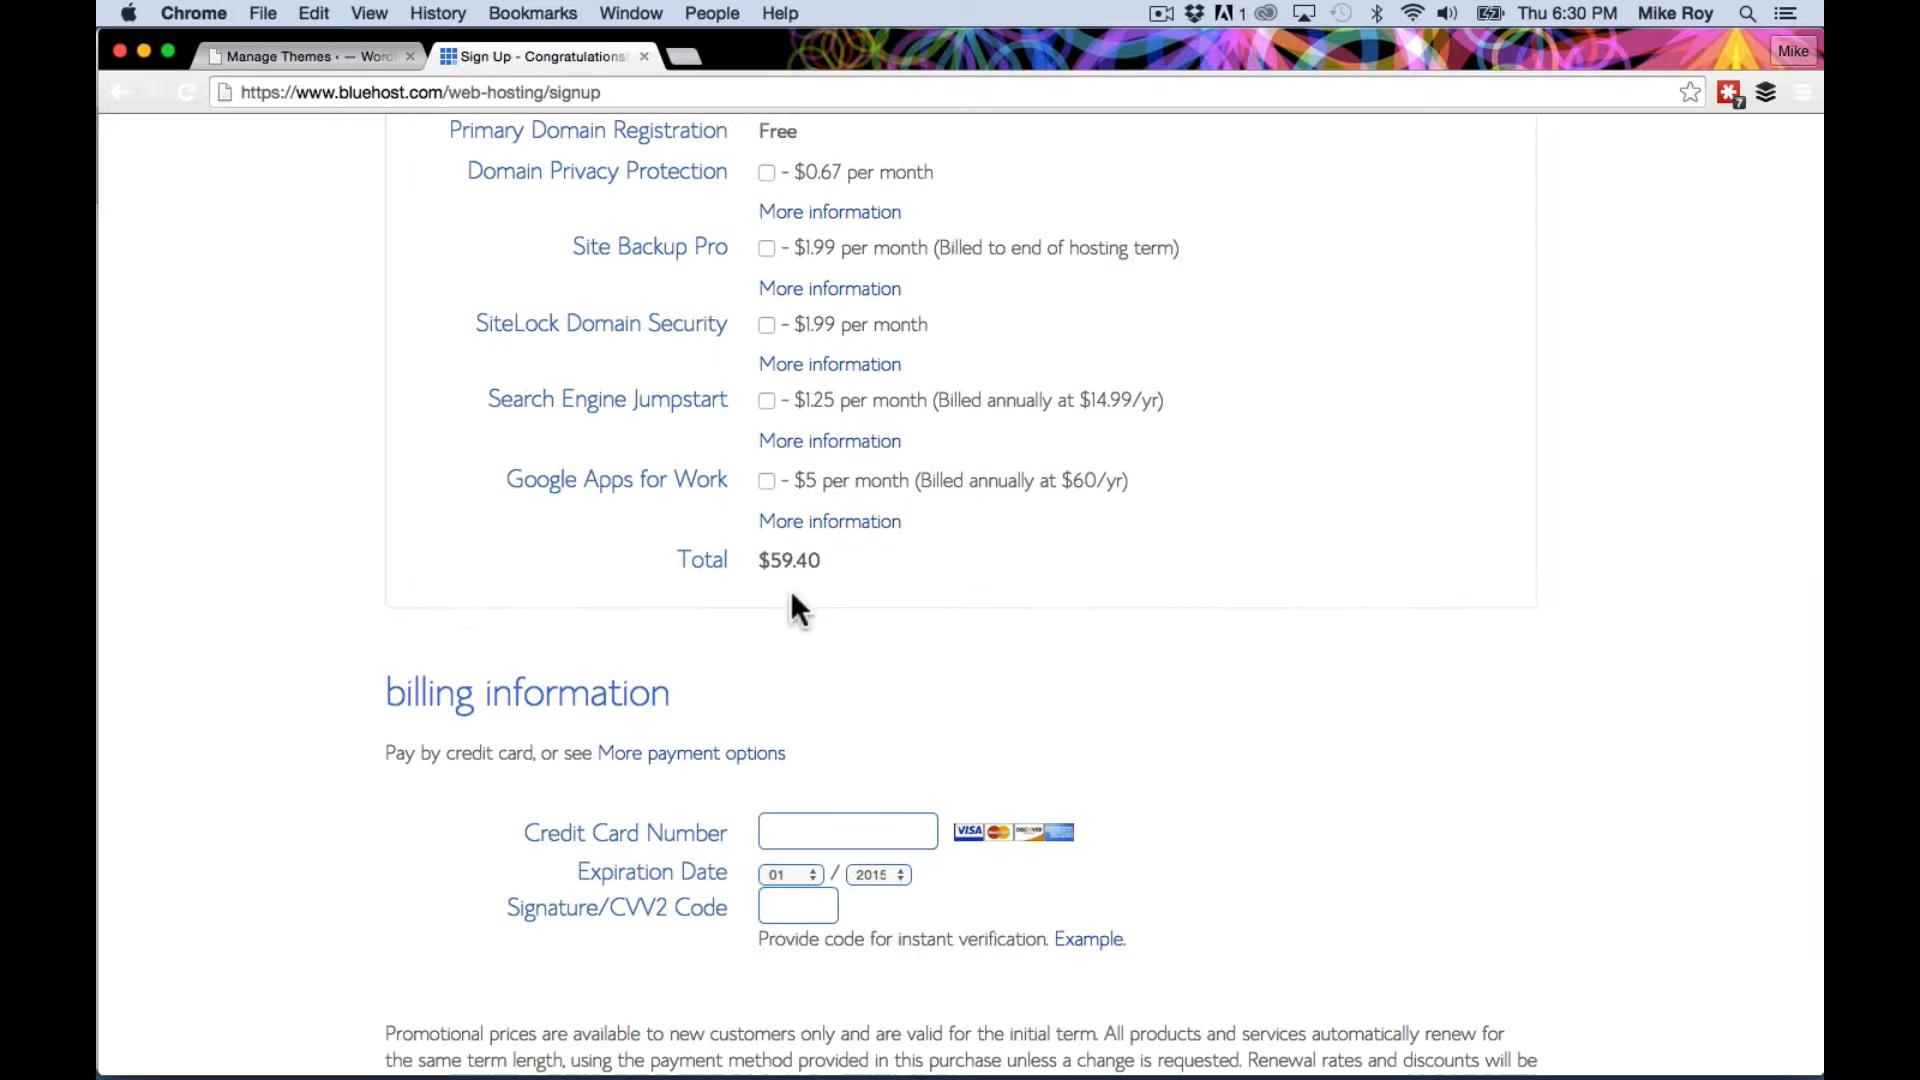 Chrome File Edit View History Bookmarks Window People Help 1 Thu 6:30 PM Mike Roy
Manage Themes ‹ — Word Sign Up - Congratulations! Mike
https://www.bluehost.com/web-hosting/signup 7
Primary Domain Registration Free
Domain Privacy Protection - $0.67 per month
More information
Site Backup Pro - $1.99 per month (Billed to end of hosting term)
More information
SiteLock Domain Security - $1.99 per month
More information
Search Engine Jumpstart - $1.25 per month (Billed annually at $14.99/yr)
More information
Google Apps for Work - $5 per month (Billed annually at $60/yr)
More information
Total $59.40
billing information
Pay by credit card, or see More payment options
Credit Card Number VISA DISCOVER
Expiration Date 01 / 2015
Signature/CVV2 Code
Provide code for instant verification. Example.
Promotional prices are available to new customers only and are valid for the initial term. All products and services automatically renew for
the same term length, using the payment method provided in this purchase unless a change is requested. Renewal rates and discounts will be